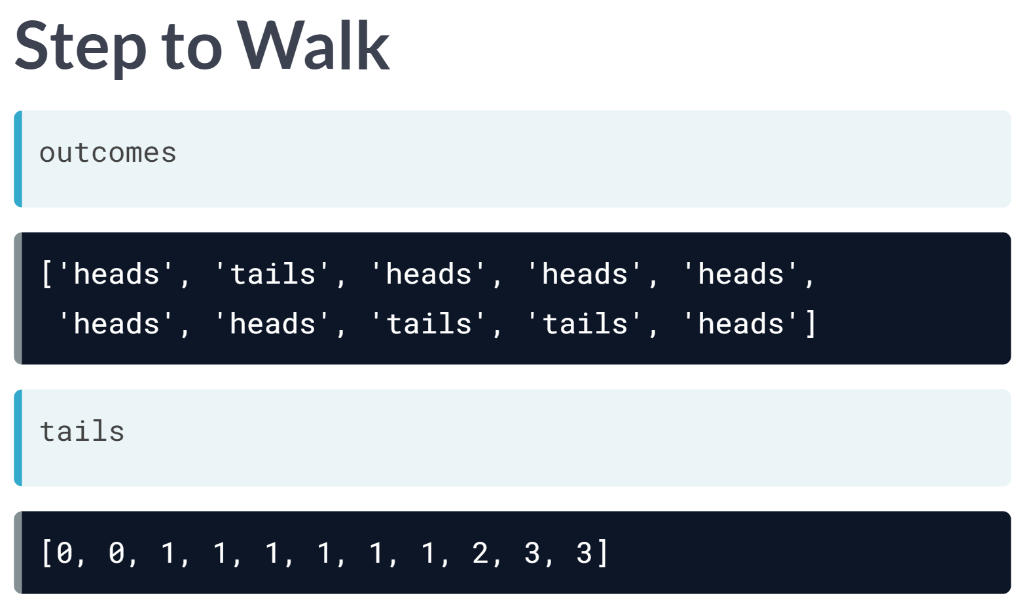 Step to Walk
outcomes
['heads', 'tails', 'heads', 'heads', 'heads',
'heads', 'heads', 'tails', 'tails', 'heads']
tails
[0, 0, 1, 1, 1, 1, 1, 1, 2, 3, 3]